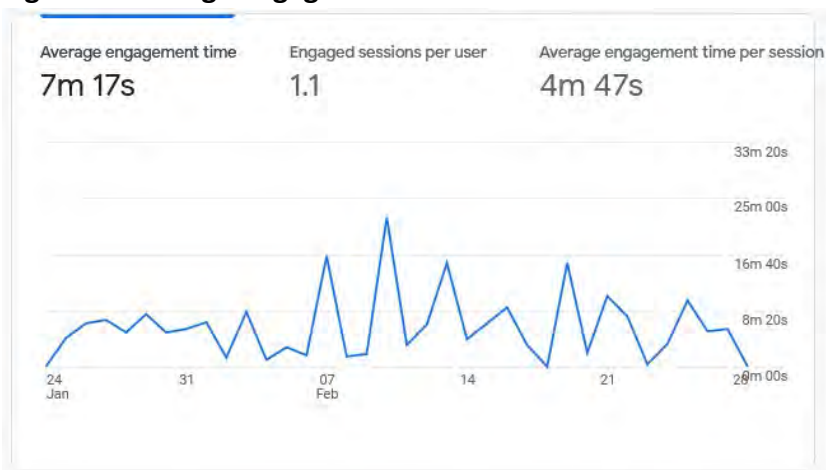 Average engagement time
7m 17s
Engaged sessions per user
1.1
Average engagement time per session
4m 47s
33m 20s
25m 00s
16m 40s
8m 20s
0m 00s
24
Jan
31
07
Feb
14
21
28